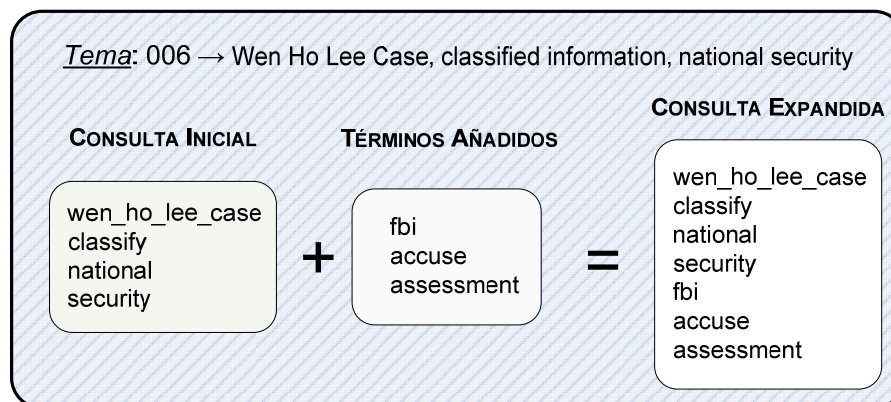 Tema: 006 → Wen Ho Lee Case, classified information, national security
CONSULTA INICIAL
wen_ho_lee_case
classify
national
security
+
TÉRMINOS AÑADIDOS
fbi
accuse
assessment
=
CONSULTA EXPANDIDA
wen_ho_lee_case
classify
national
security
fbi
accuse
assessment